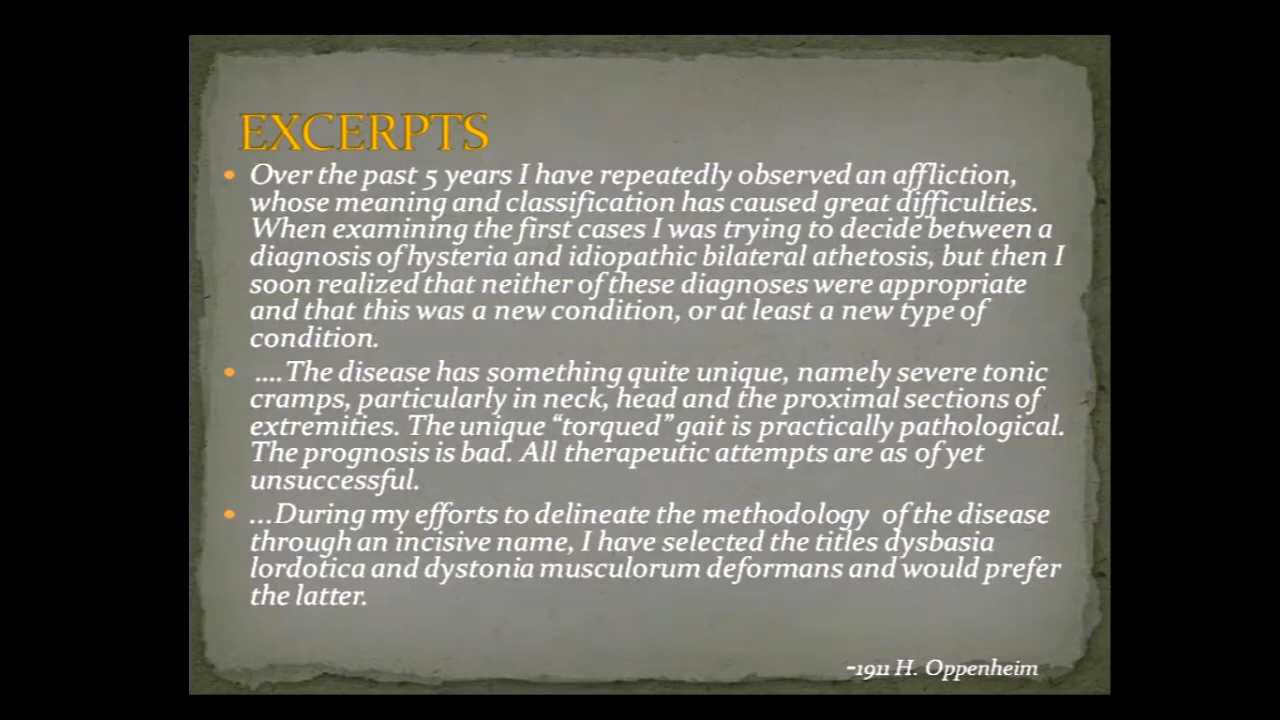 EXCERPTS
• Over the past 5 years I have repeatedly observed an affliction,
whose meaning and classification has caused great difficulties.
When examining the first cases I was trying to decide between a
diagnosis of hysteria and idiopathic bilateral athetosis, but then I
soon realized that neither of these diagnoses were appropriate
and that this was a new condition, or at least a new type of
condition.
• ....The disease has something quite unique, namely severe tonic
cramps, particularly in neck, head and the proximal sections of
extremities. The unique “torqued” gait is practically pathological.
The prognosis is bad. All therapeutic attempts are as of yet
unsuccessful.
• ...During my efforts to delineate the methodology of the disease
through an incisive name, I have selected the titles dysbasia
lordotica and dystonia musculorum deformans and would prefer
the latter.
-1911 H. Oppenheim